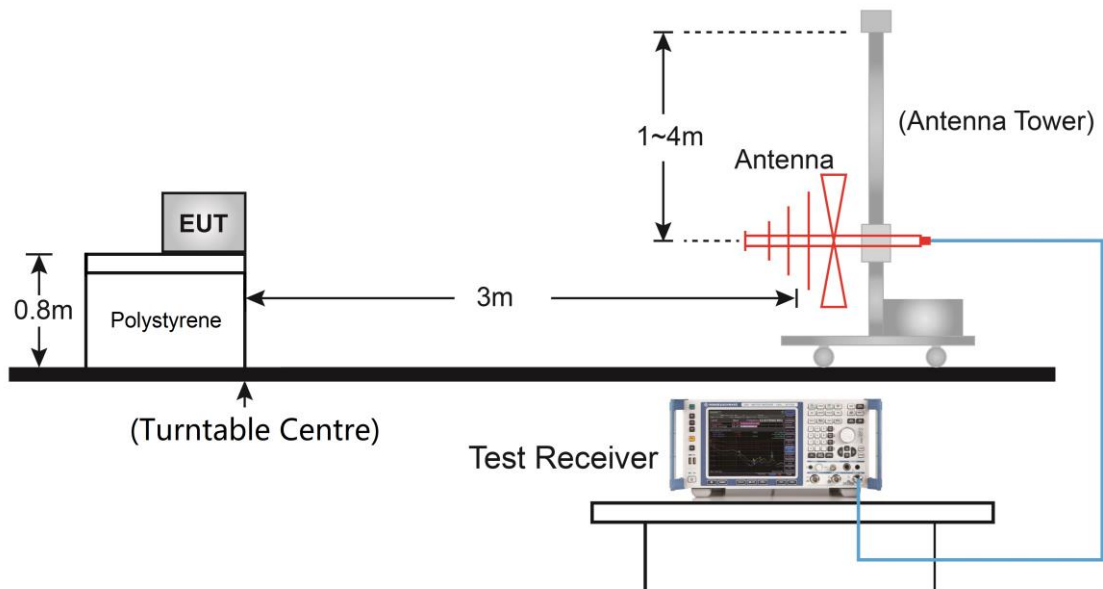 1~4m
(Antenna Tower)
Antenna
EUT
3m
0.8m
Polystyrene
(Turntable Centre)
Test Receiver